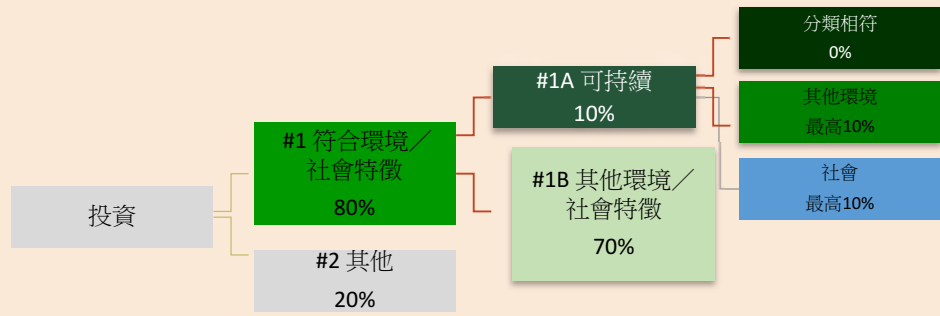 投資
#1 符合環境／
社會特徵
80%
#2 其他
20%
#1A 可持續
10%
#1B 其他環境／
社會特徵
70%
分類相符
0%
其他環境
最高10%
社會
最高10%